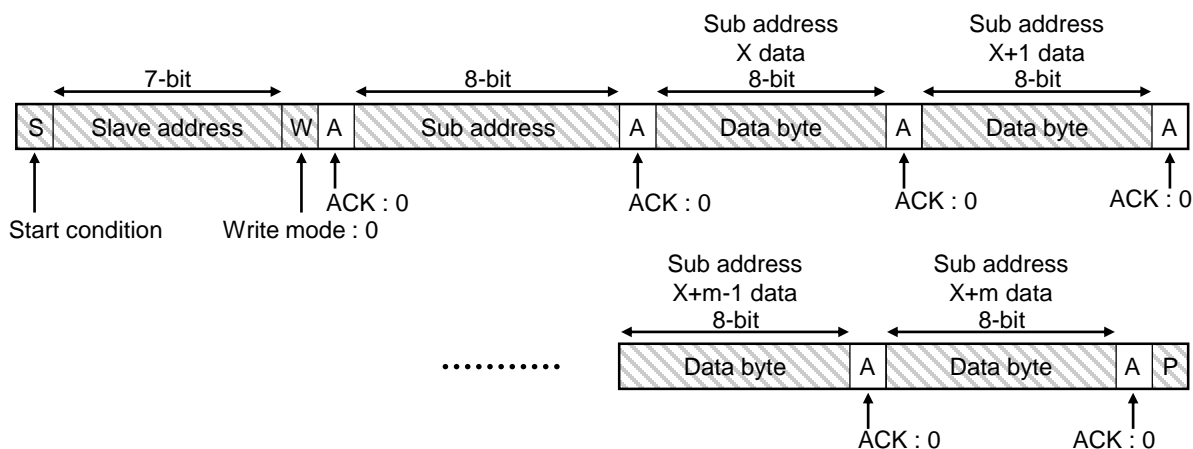 Sub address Sub address
X data X+1 data
7-bit 8-bit 8-bit 8-bit
S Slave address W A Sub address A Data byte A Data byte A
ACK : 0 ACK : 0 ACK : 0 ACK : 0
Start condition Write mode : 0
Sub address Sub address
X+m-1 data X+m data
8-bit 8-bit
........... Data byte A Data byte A P
ACK : 0 ACK : 0